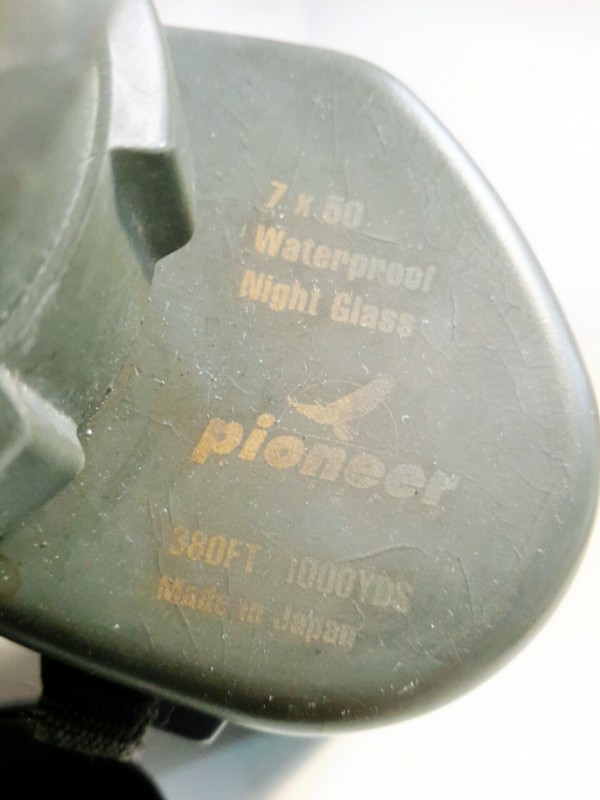 7 x 50
Waterproof
Night Glass
pioneer
380FT 1000YDS
Made in Japan